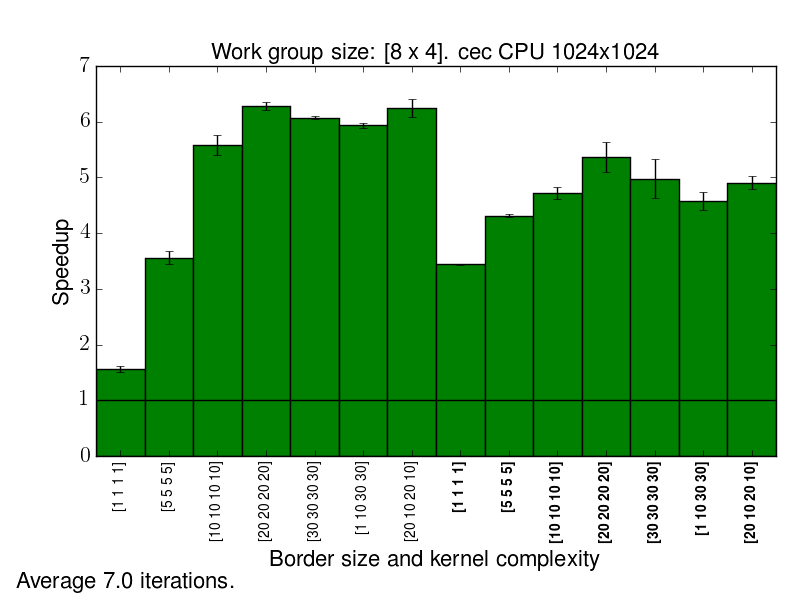 Work group size: [8 x 4]. cec CPU 1024x1024
Speedup
7
6
5
4
3
2
1
0
[1 1 1 1]
[5 5 5 5]
[10 10 10 10]
[20 20 20 20]
[30 30 30 30]
[1 10 30 30]
[20 10 20 10]
[1 1 1 1]
[5 5 5 5]
[10 10 10 10]
[20 20 20 20]
[30 30 30 30]
[1 10 30 30]
[20 10 20 10]
Border size and kernel complexity
Average 7.0 iterations.